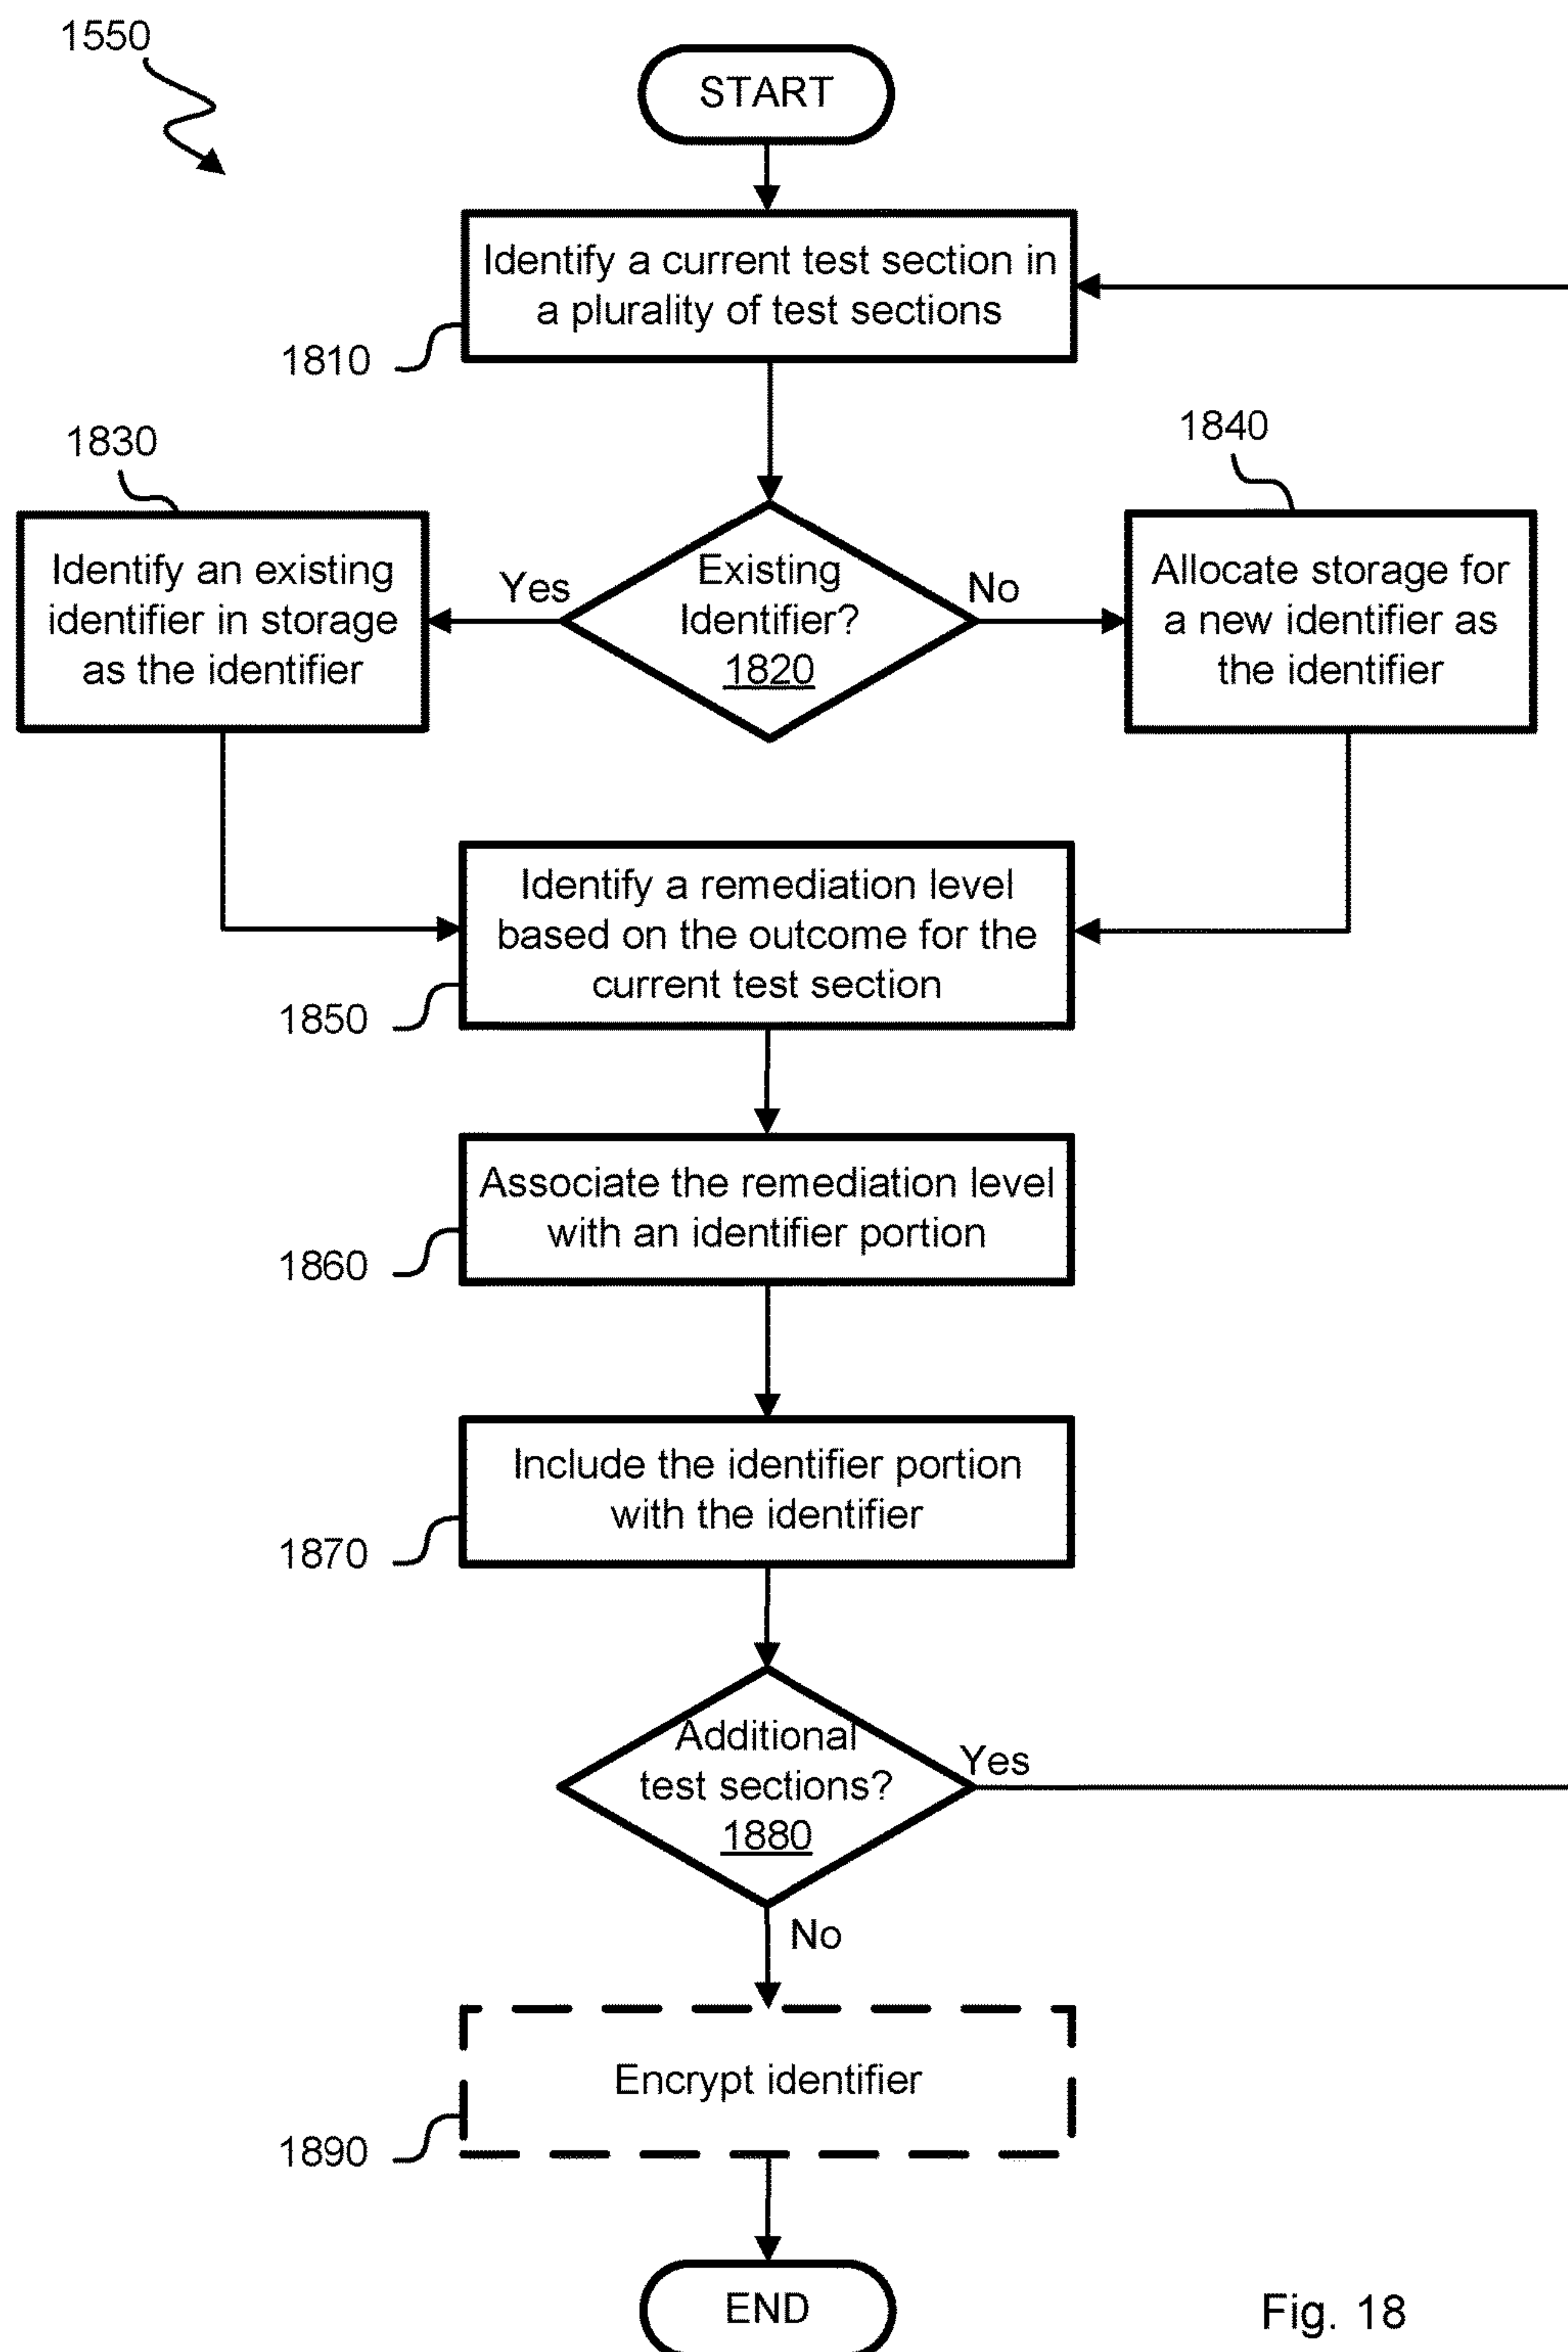 1550
START
Identify a current test section in
a plurality of test sections
1810
1830
1840
Identify an existing
identifier in storage
as the identifier
Yes
Existing
Identifier?
1820
No
Allocate storage for
a new identifier as
the identifier
Identify a remediation level
based on the outcome for the
current test section
1850
Associate the remediation level
with an identifier portion
1860
Include the identifier portion
with the identifier
1870
Additional
test sections?
1880
Yes
No
Encrypt identifier
1890
END
Fig. 18